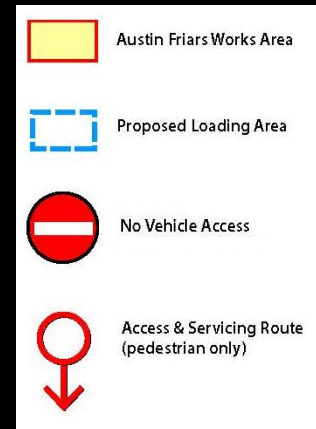 Austin Friars Works Area
Proposed Loading Area
No Vehicle Access
Access & Servicing Route
(pedestrian only)